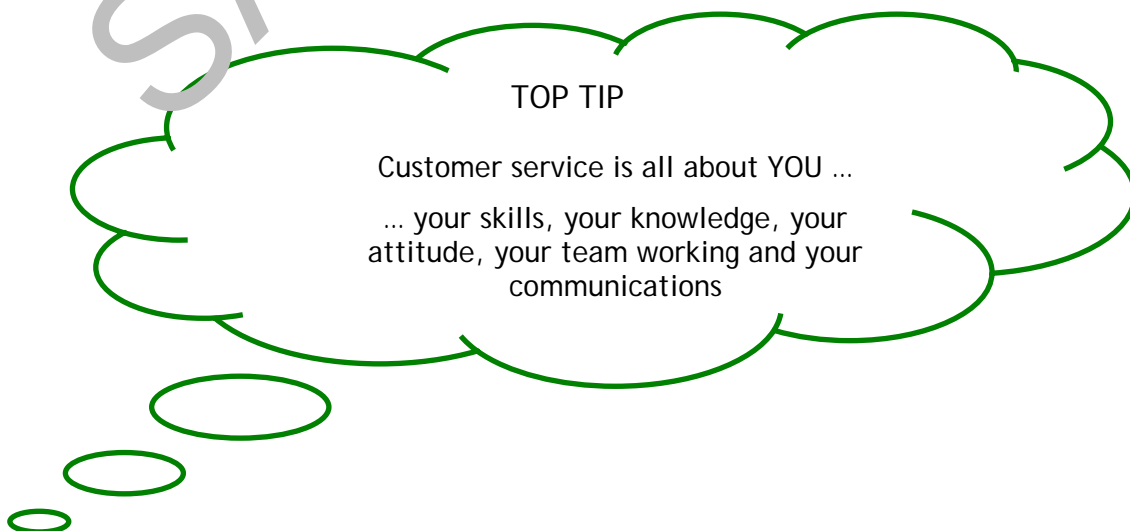 TOP TIP
Customer service is all about YOU …
… your skills, your knowledge, your
attitude, your team working and your
communications